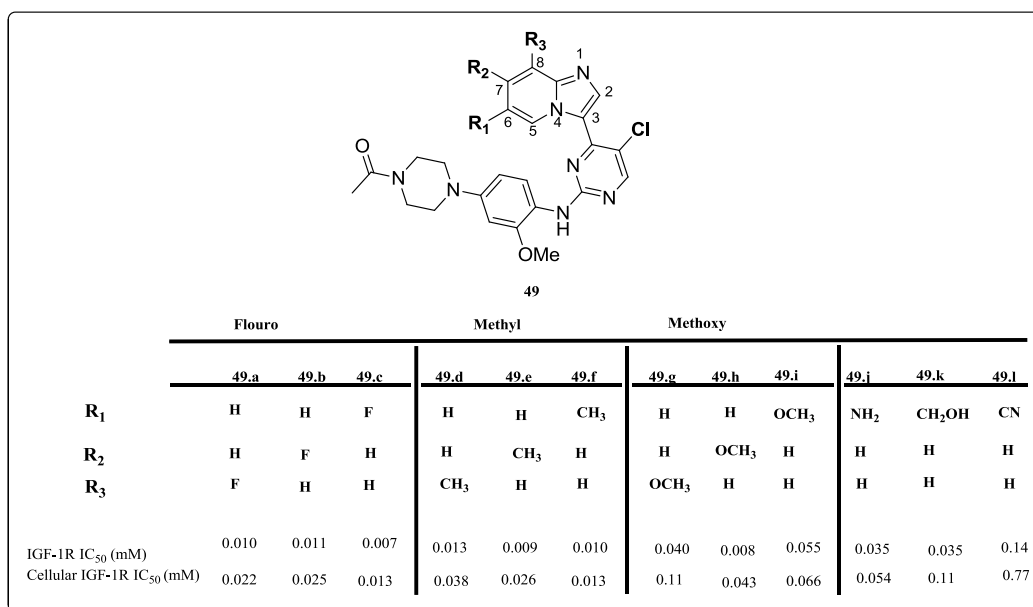 R3
8
1
N
R2
7
2
N
4
3
R1
6
5
Cl
O
N
N
N
N
N
H
OMe
49
Flouro Methyl Methoxy
49.a 49.b 49.c 49.d 49.e 49.f 49.g 49.h 49.i 49.j 49.k 49.l
R1 H H F H H CH3 H H OCH3 NH2 CH2OH CN
R2 H F H H CH3 H H OCH3 H H H H
R3 F H H CH3 H H OCH3 H H H H H
IGF-1R IC50 (mM) 0.010 0.011 0.007 0.013 0.009 0.010 0.040 0.008 0.055 0.035 0.035 0.14
Cellular IGF-1R IC50 (mM) 0.022 0.025 0.013 0.038 0.026 0.013 0.11 0.043 0.066 0.054 0.11 0.77